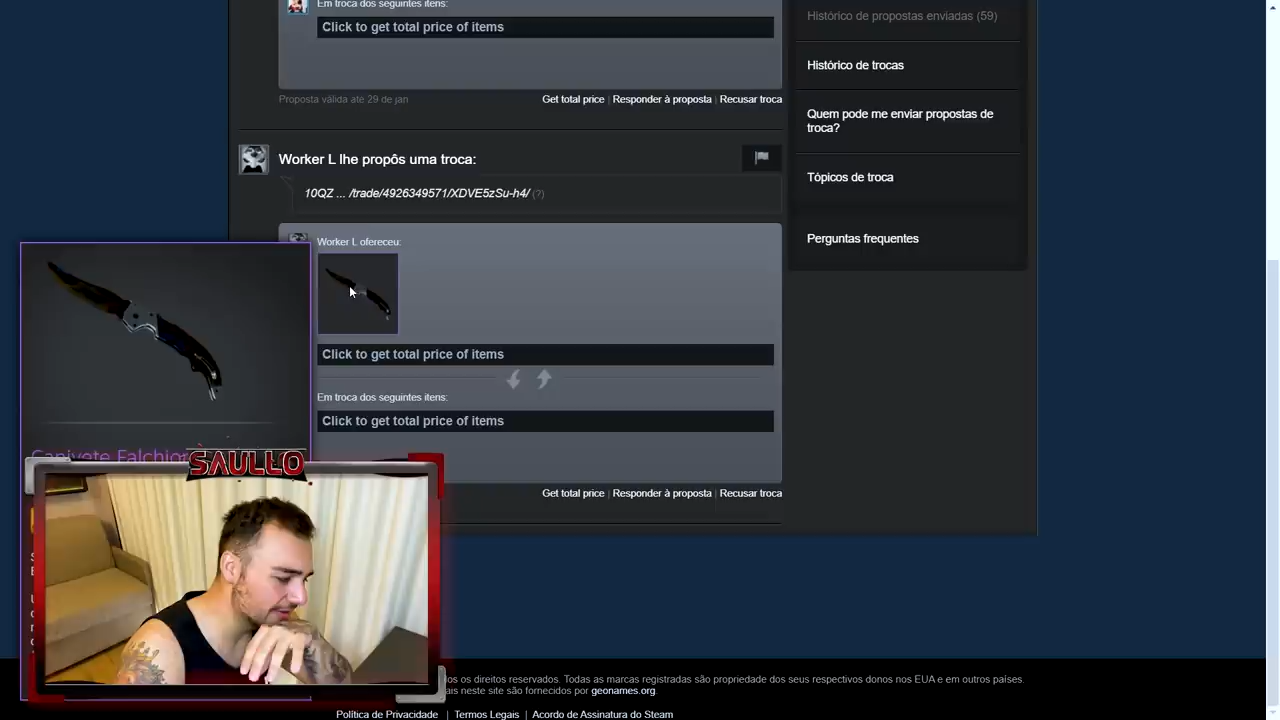 Em troca dos seguintes itens:
Click to get total price of items
Proposta válida até 29 de jan
Get total price | Responder à proposta | Recusar troca
Worker L lhe propôs uma troca:
10QZ ... /trade/4926349571/XDVE5zSu-h4/ (?)
Worker L ofereceu:
Click to get total price of items
Em troca dos seguintes itens:
Click to get total price of items
Get total price | Responder à proposta | Recusar troca
Histórico de propostas enviadas (59)
Histórico de trocas
Quem pode me enviar propostas de
troca?
Tópicos de troca
Perguntas frequentes
Canivete Falchion
SAULLO
os direitos reservados. Todas as marcas registradas são propriedade dos seus respectivos donos nos EUA e em outros países.
neste site são fornecidos por geonames.org.
Política de Privacidade | Termos Legais | Acordo de Assinatura do Steam